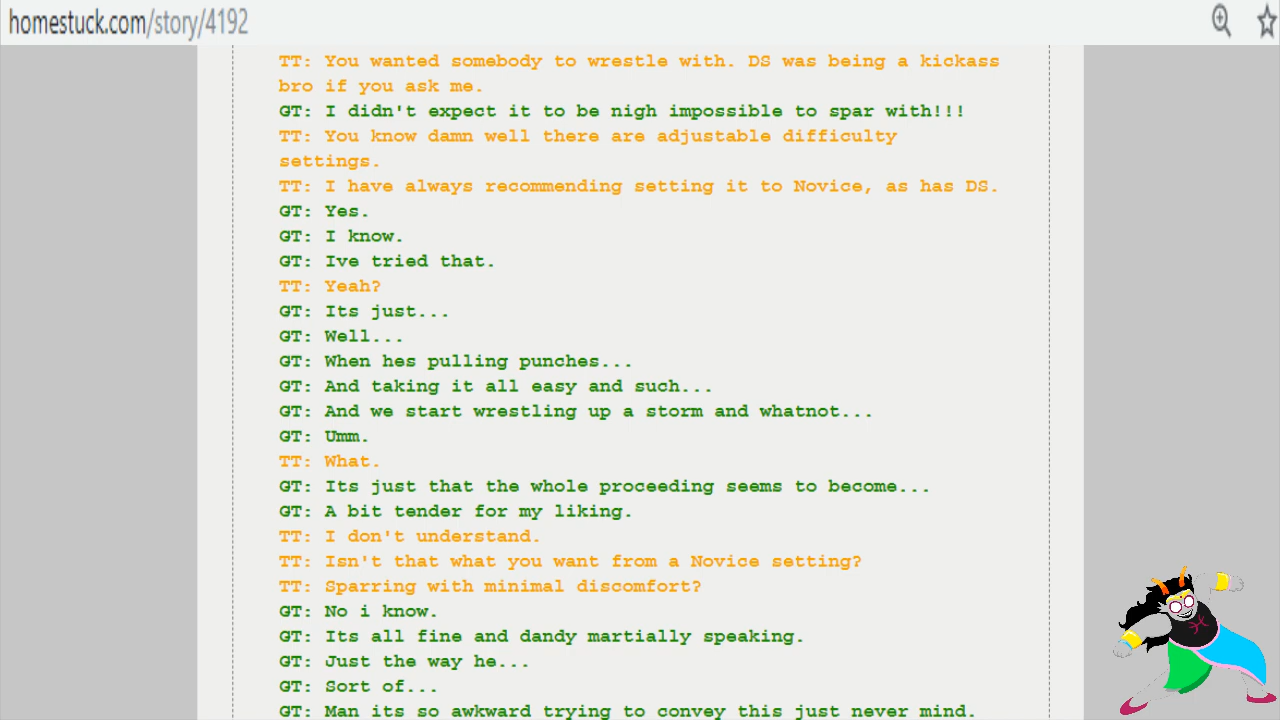 homestuck.com/story/4192
TT: You wanted somebody to wrestle with. DS was being a kickass
bro if you ask me.
GT: I didn't expect it to be nigh impossible to spar with!!!
TT: You know damn well there are adjustable difficulty
settings.
TT: I have always recommending setting it to Novice, as has DS.
GT: Yes.
GT: I know.
GT: Ive tried that.
TT: Yeah?
GT: Its just...
GT: Well...
GT: When hes pulling punches...
GT: And taking it all easy and such...
GT: And we start wrestling up a storm and whatnot...
GT: Umm.
TT: What.
GT: Its just that the whole proceeding seems to become...
GT: A bit tender for my liking.
TT: I don't understand.
TT: Isn't that what you want from a Novice setting?
TT: Sparring with minimal discomfort?
GT: No i know.
GT: Its all fine and dandy martially speaking.
GT: Just the way he...
GT: Sort of...
GT: Man its so awkward trying to convey this just never mind.